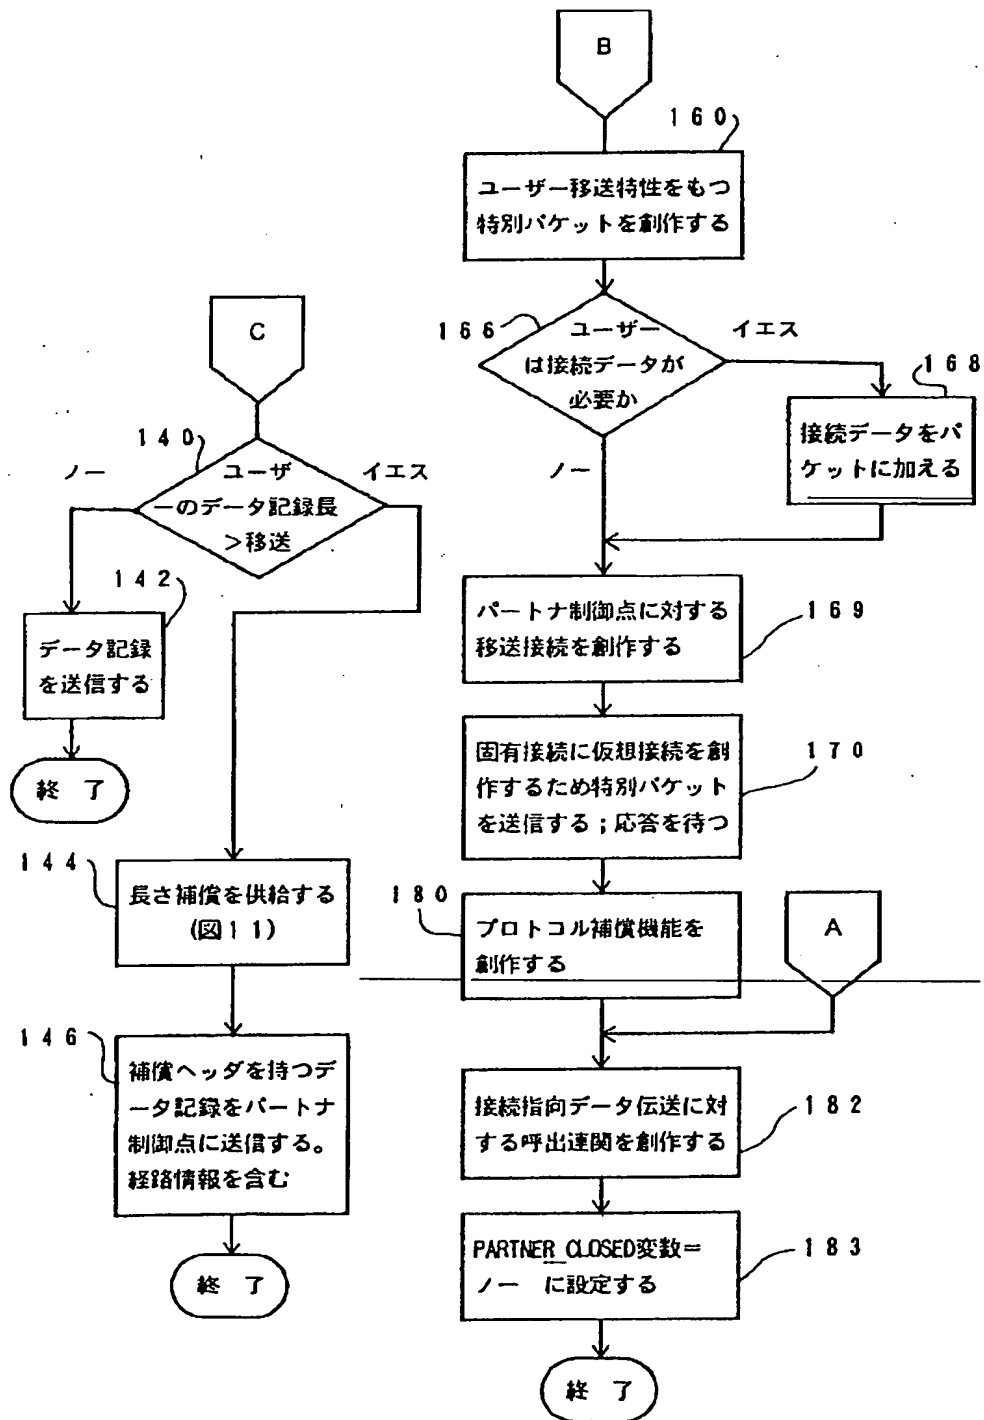 B
160
ユーザー移送特性をもつ
特別パケットを創作する
166
ユーザー
は接続データが
必要か
イエス
ノー
168
接続データをパ
ケットに加える
169
パートナ制御点に対する
移送接続を創作する
170
固有接続に仮想接続を創
作するため特別パケット
を送信する；応答を待つ
180
プロトコル補償機能を
創作する
A
182
接続指向データ伝送に対
する呼出連関を創作する
183
PARTNER_CLOSED変数＝
ノー に設定する
終 了
C
140
ユーザ
ーのデータ記録長
＞移送
ノー
イエス
142
データ記録
を送信する
終 了
144
長さ補償を供給する
(図11)
146
補償ヘッダを持つデ
ータ記録をパートナ
制御点に送信する。
経路情報を含む
終 了